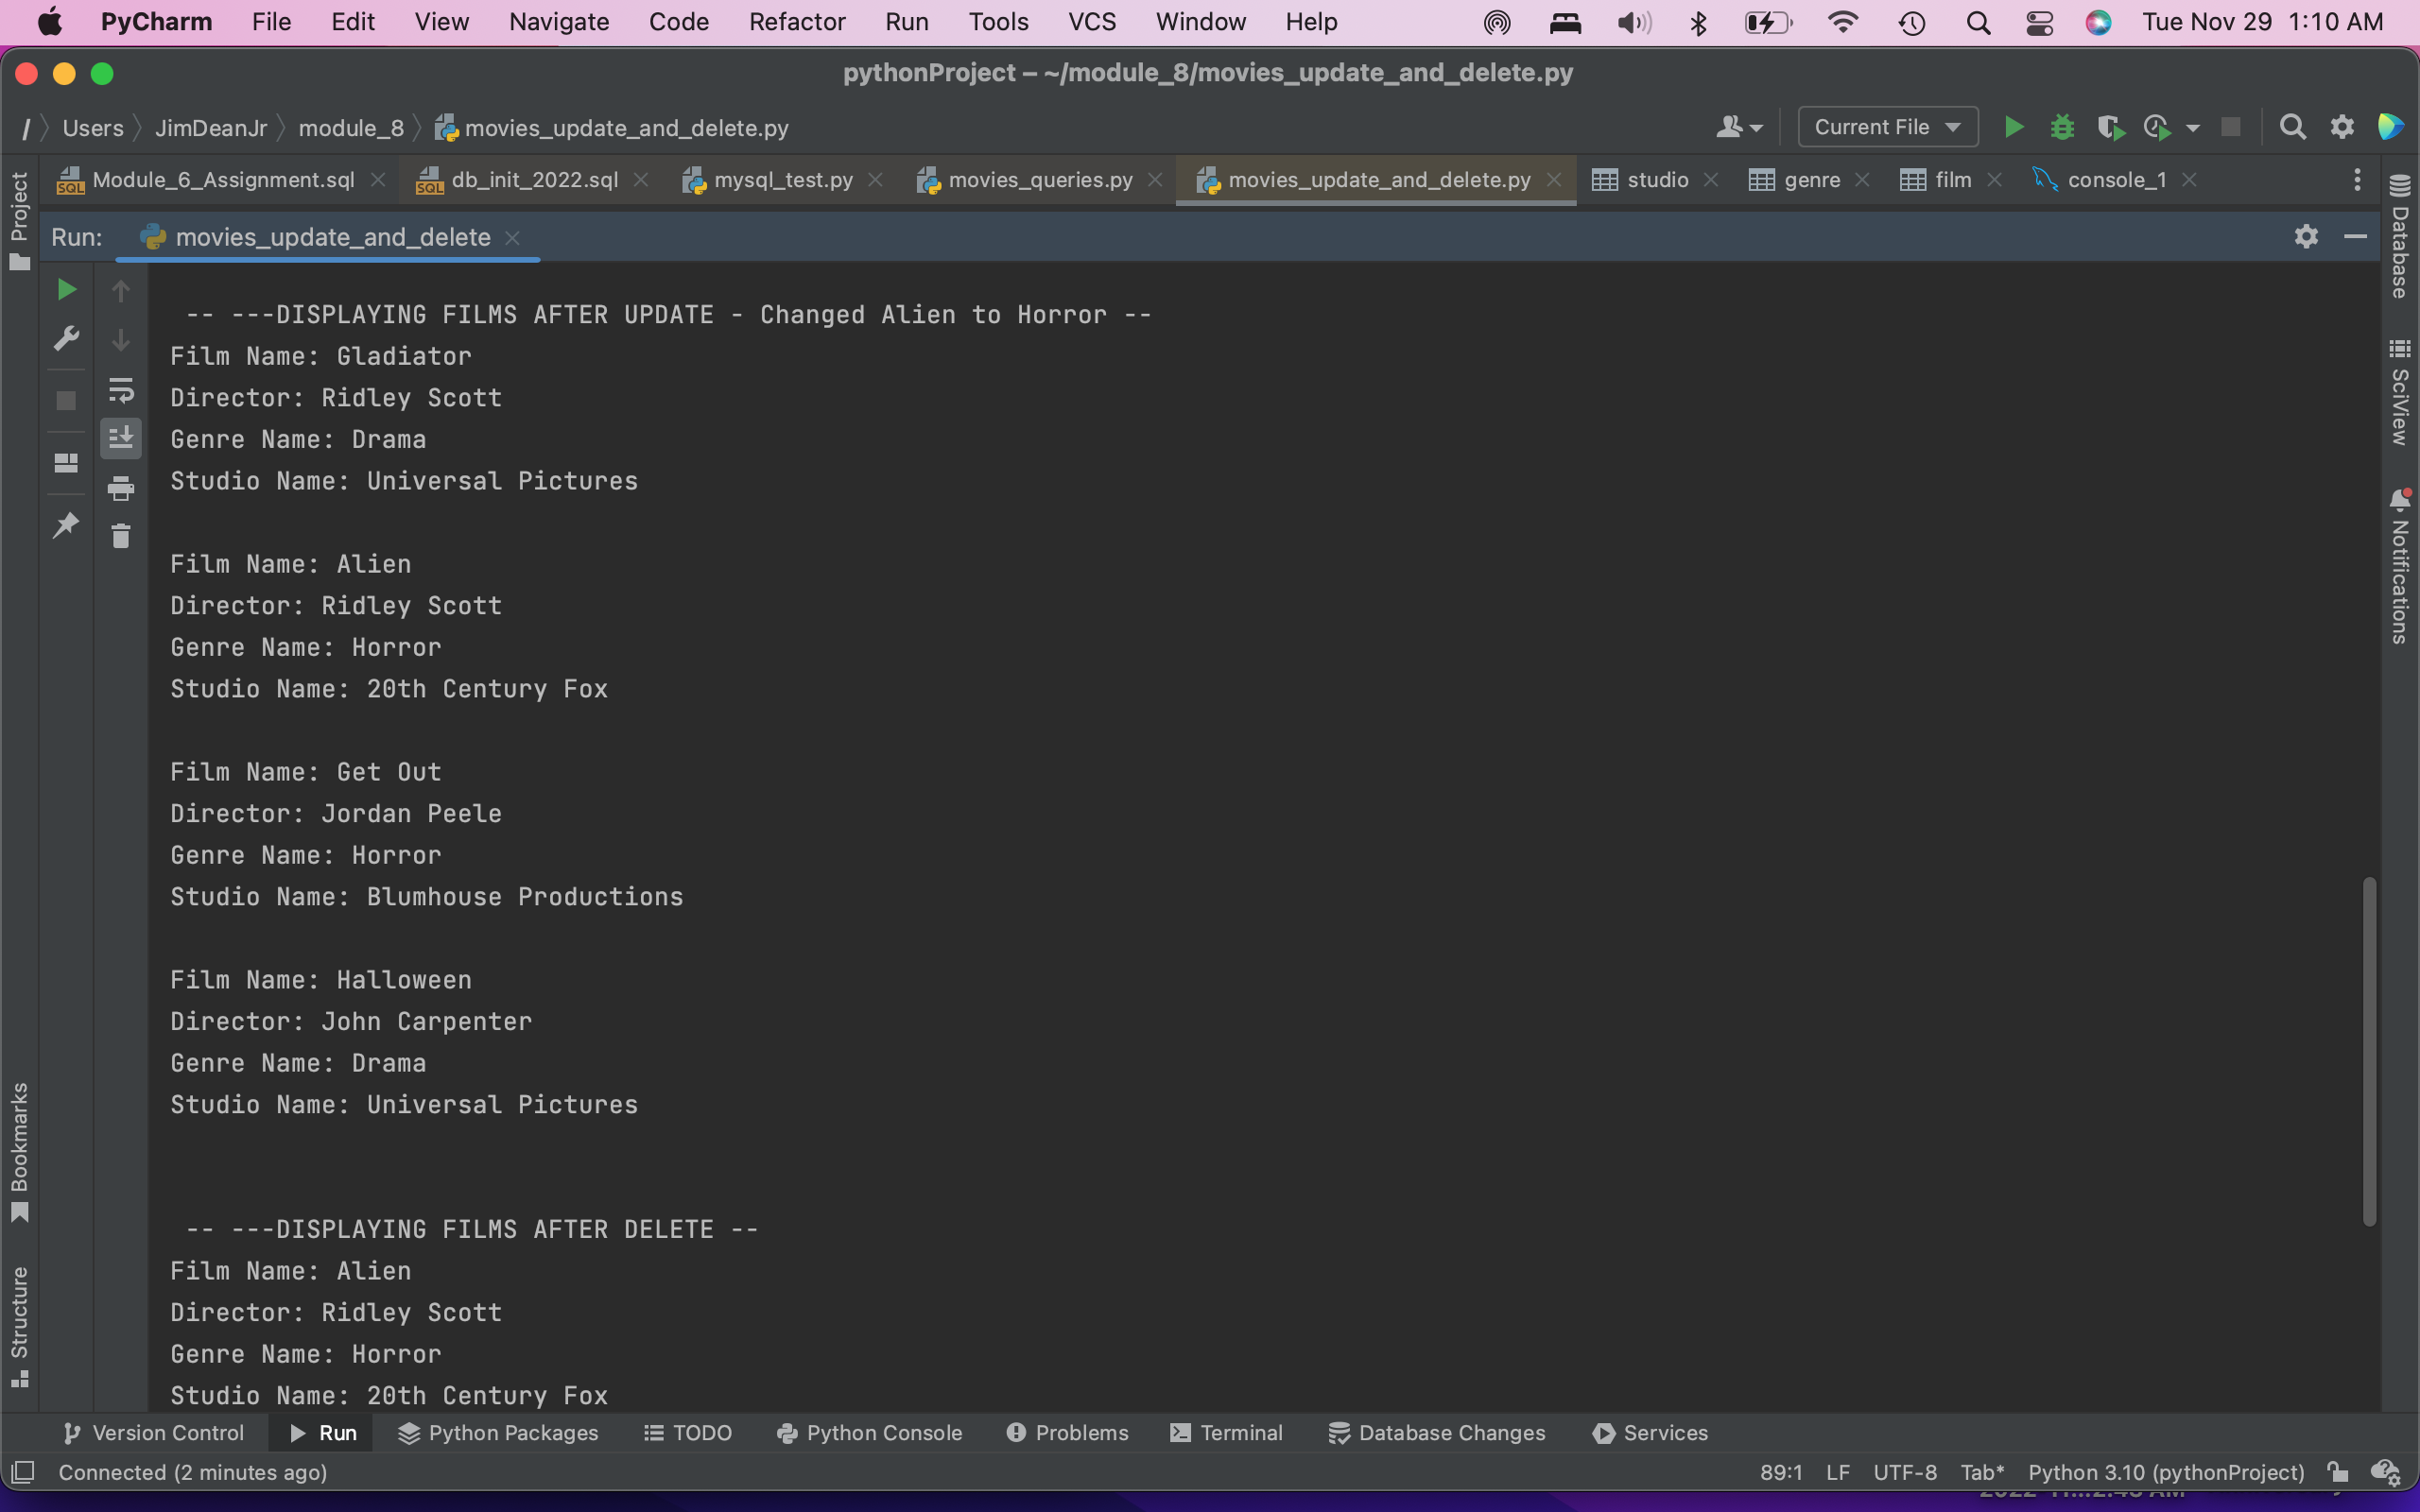 PyCharm File Edit View Navigate Code Refactor Run Tools VCS Window Help Tue Nov 29 1:10 AM
pythonProject – ~/module_8/movies_update_and_delete.py
/ Users JimDeanJr module_8 movies_update_and_delete.py Current File
Module_6_Assignment.sql db_init_2022.sql mysql_test.py movies_queries.py movies_update_and_delete.py studio genre film console_1
Project
Database
SciView
Notifications
Bookmarks
Structure
Run: movies_update_and_delete
-- ---DISPLAYING FILMS AFTER UPDATE - Changed Alien to Horror --
Film Name: Gladiator
Director: Ridley Scott
Genre Name: Drama
Studio Name: Universal Pictures
Film Name: Alien
Director: Ridley Scott
Genre Name: Horror
Studio Name: 20th Century Fox
Film Name: Get Out
Director: Jordan Peele
Genre Name: Horror
Studio Name: Blumhouse Productions
Film Name: Halloween
Director: John Carpenter
Genre Name: Drama
Studio Name: Universal Pictures
-- ---DISPLAYING FILMS AFTER DELETE --
Film Name: Alien
Director: Ridley Scott
Genre Name: Horror
Studio Name: 20th Century Fox
Version Control Run Python Packages TODO Python Console Problems Terminal Database Changes Services
Connected (2 minutes ago) 89:1 LF UTF-8 Tab* Python 3.10 (pythonProject)